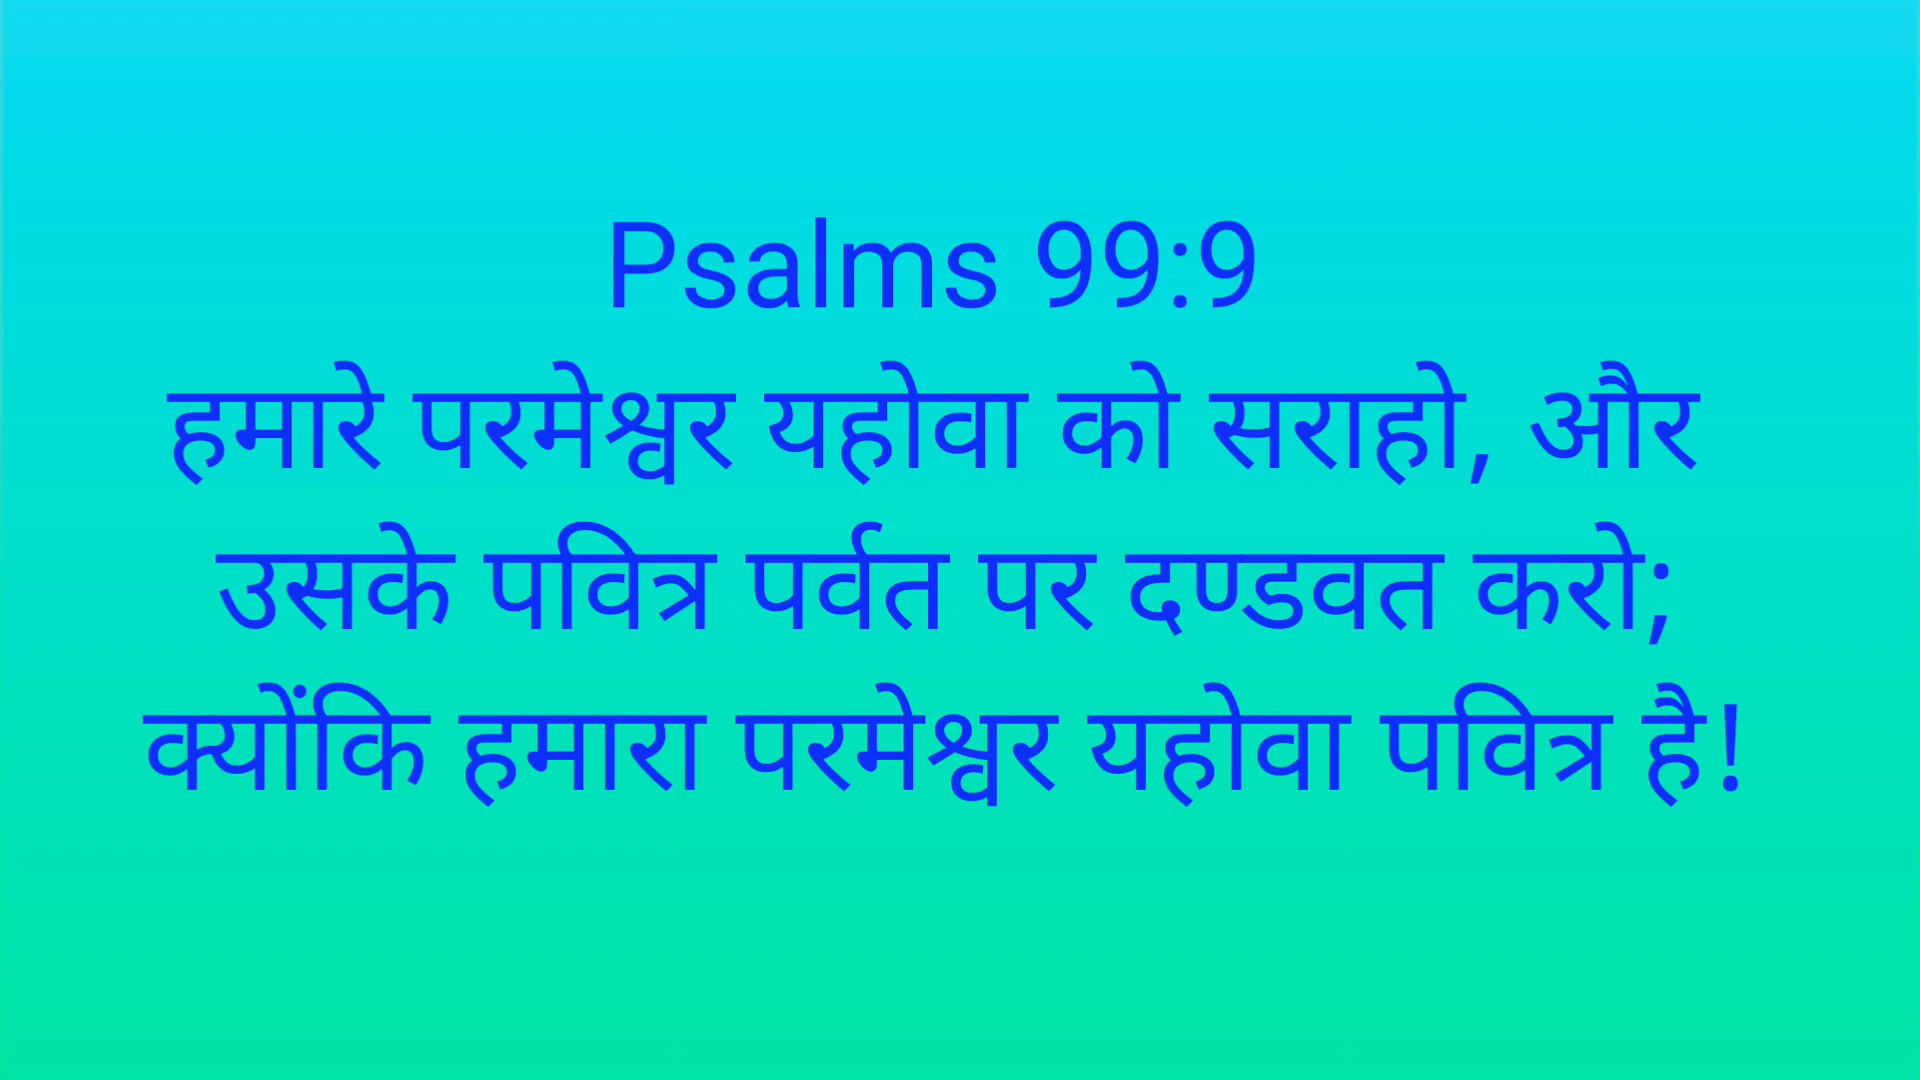 Psalms 99:9
हमारे परमेश्वर यहोवा को सराहो, और
उसके पवित्र पर्वत पर दण्डवत करो;
क्योंकि हमारा परमेश्वर यहोवा पवित्र है!